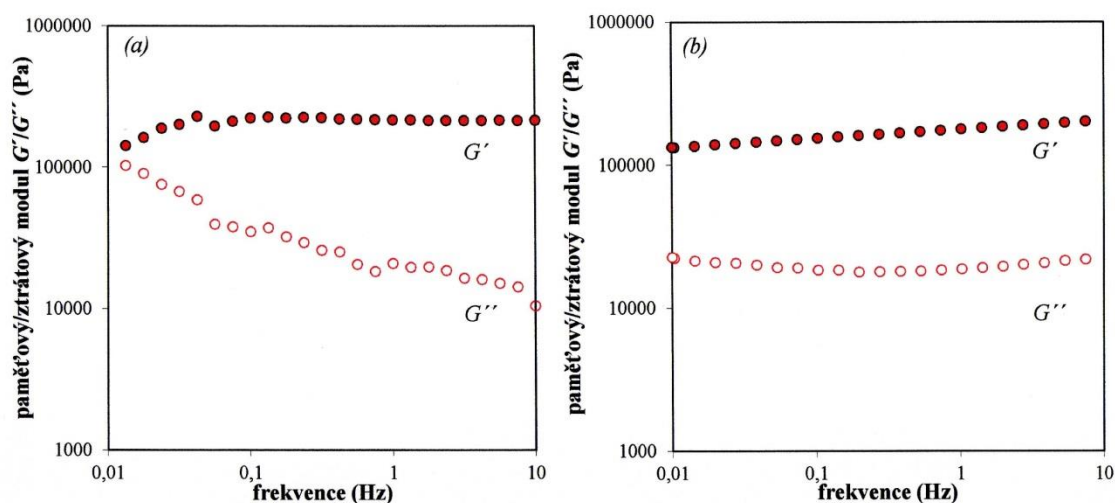 paměťový/ztrátový modul G´/G´´ (Pa)
1000000
100000
10000
1000
(a)
G´
G´´
0,01
0,1
1
10
frekvence (Hz)
paměťový/ztrátový modul G´/G´´ (Pa)
1000000
100000
10000
1000
(b)
G´
G´´
0,01
0,1
1
10
frekvence (Hz)